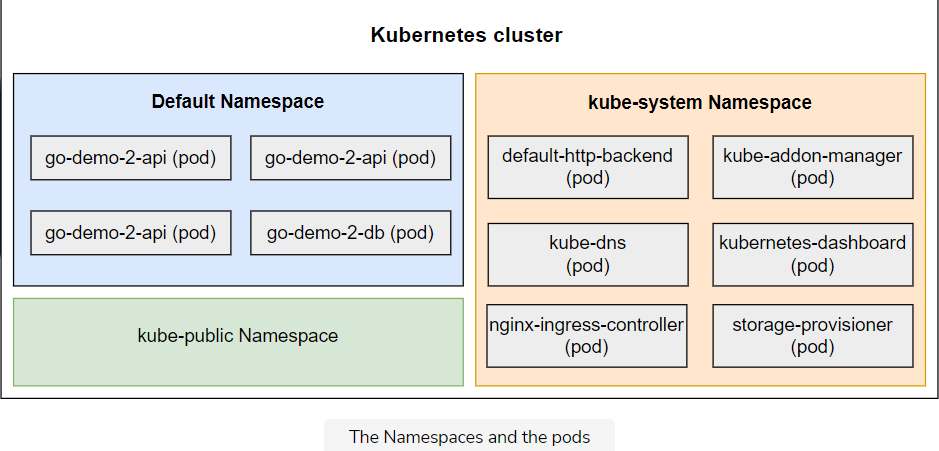 Kubernetes cluster
Default Namespace
go-demo-2-api (pod)
go-demo-2-api (pod)
go-demo-2-api (pod)
go-demo-2-db (pod)
kube-public Namespace
kube-system Namespace
default-http-backend
(pod)
kube-addon-manager
(pod)
kube-dns
(pod)
kubernetes-dashboard
(pod)
nginx-ingress-controller
(pod)
storage-provisioner
(pod)
The Namespaces and the pods